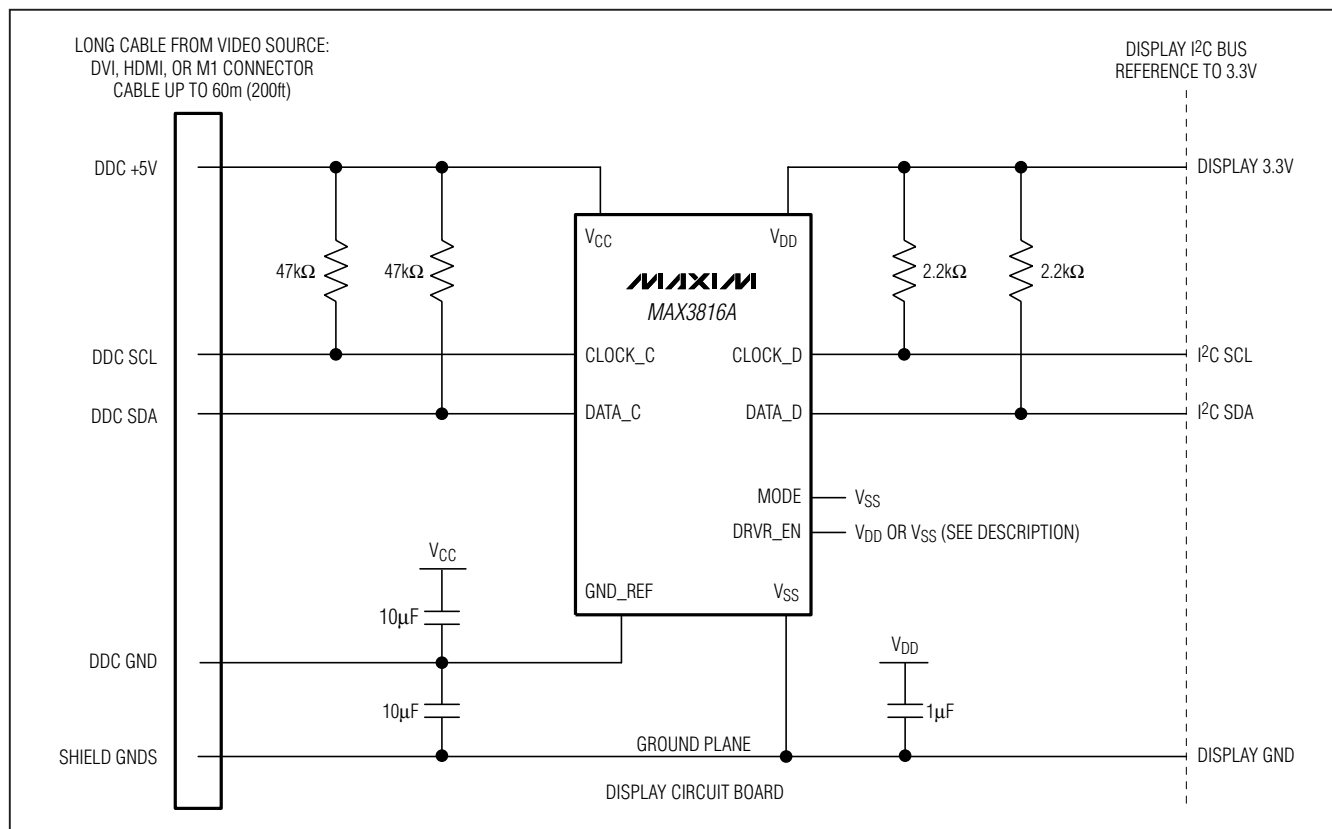 LONG CABLE FROM VIDEO SOURCE:
DVI, HDMI, OR M1 CONNECTOR
CABLE UP TO 60m (200ft)
DISPLAY I²C BUS
REFERENCE TO 3.3V
DDC +5V
DISPLAY 3.3V
VCC
VDD
47kΩ
47kΩ
2.2kΩ
2.2kΩ
MAXIM
MAX3816A
DDC SCL
CLOCK_C
CLOCK_D
I²C SCL
DDC SDA
DATA_C
DATA_D
I²C SDA
MODE
VSS
DRVR_EN
VDD OR VSS (SEE DESCRIPTION)
VCC
GND_REF
VSS
10μF
DDC GND
VDD
10μF
1μF
SHIELD GNDS
GROUND PLANE
DISPLAY GND
DISPLAY CIRCUIT BOARD